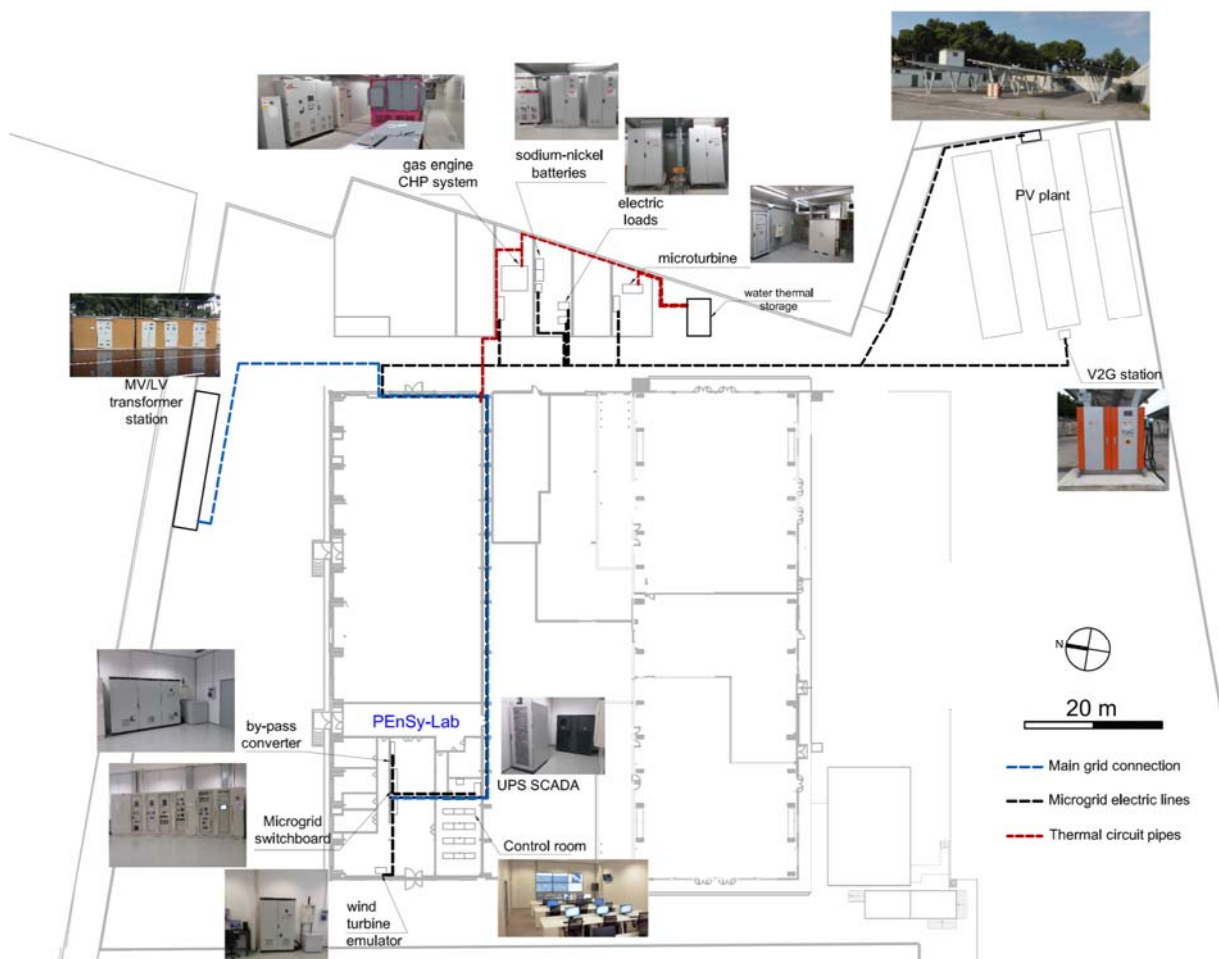 gas engine
CHP system
sodium-nickel
batteries
electric
loads
microturbine
water thermal
storage
PV plant
V2G station
MV/LV
transformer
station
PEnSy-Lab
by-pass
converter
Microgrid
switchboard
UPS SCADA
Control room
wind
turbine
emulator
N
20 m
Main grid connection
Microgrid electric lines
Thermal circuit pipes